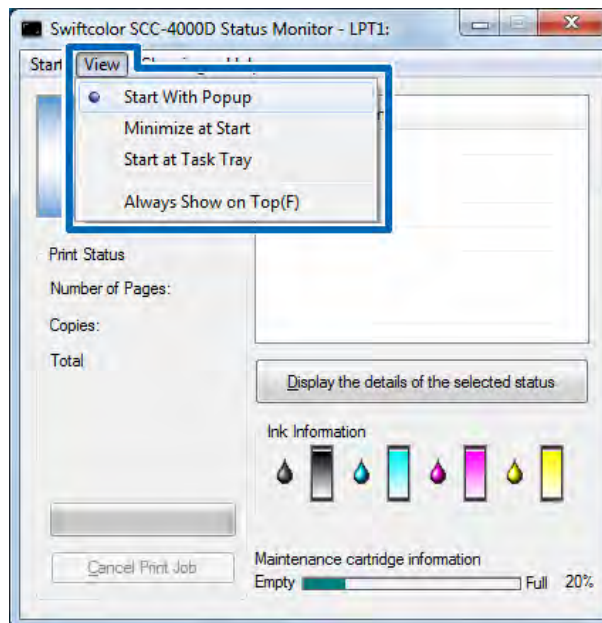 Swiftcolor SCC-4000D Status Monitor - LPT1:
View
Start With Popup
Minimize at Start
Start at Task Tray
Always Show on Top(F)
Print Status
Number of Pages:
Copies:
Total
Display the details of the selected status
Ink Information
Cancel Print Job
Maintenance cartridge information
Empty Full 20%